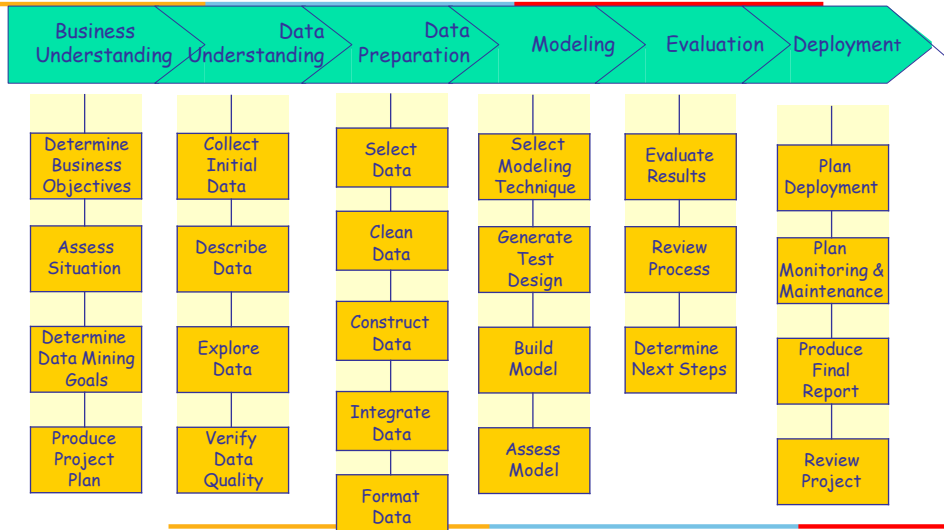 Business
Understanding
Data
Understanding
Data
Preparation
Modeling
Evaluation
Deployment
Determine
Business
Objectives
Assess
Situation
Determine
Data Mining
Goals
Produce
Project
Plan
Collect
Initial
Data
Describe
Data
Explore
Data
Verify
Data
Quality
Select
Data
Clean
Data
Construct
Data
Integrate
Data
Format
Data
Select
Modeling
Technique
Generate
Test
Design
Build
Model
Assess
Model
Evaluate
Results
Review
Process
Determine
Next Steps
Plan
Deployment
Plan
Monitoring &
Maintenance
Produce
Final
Report
Review
Project